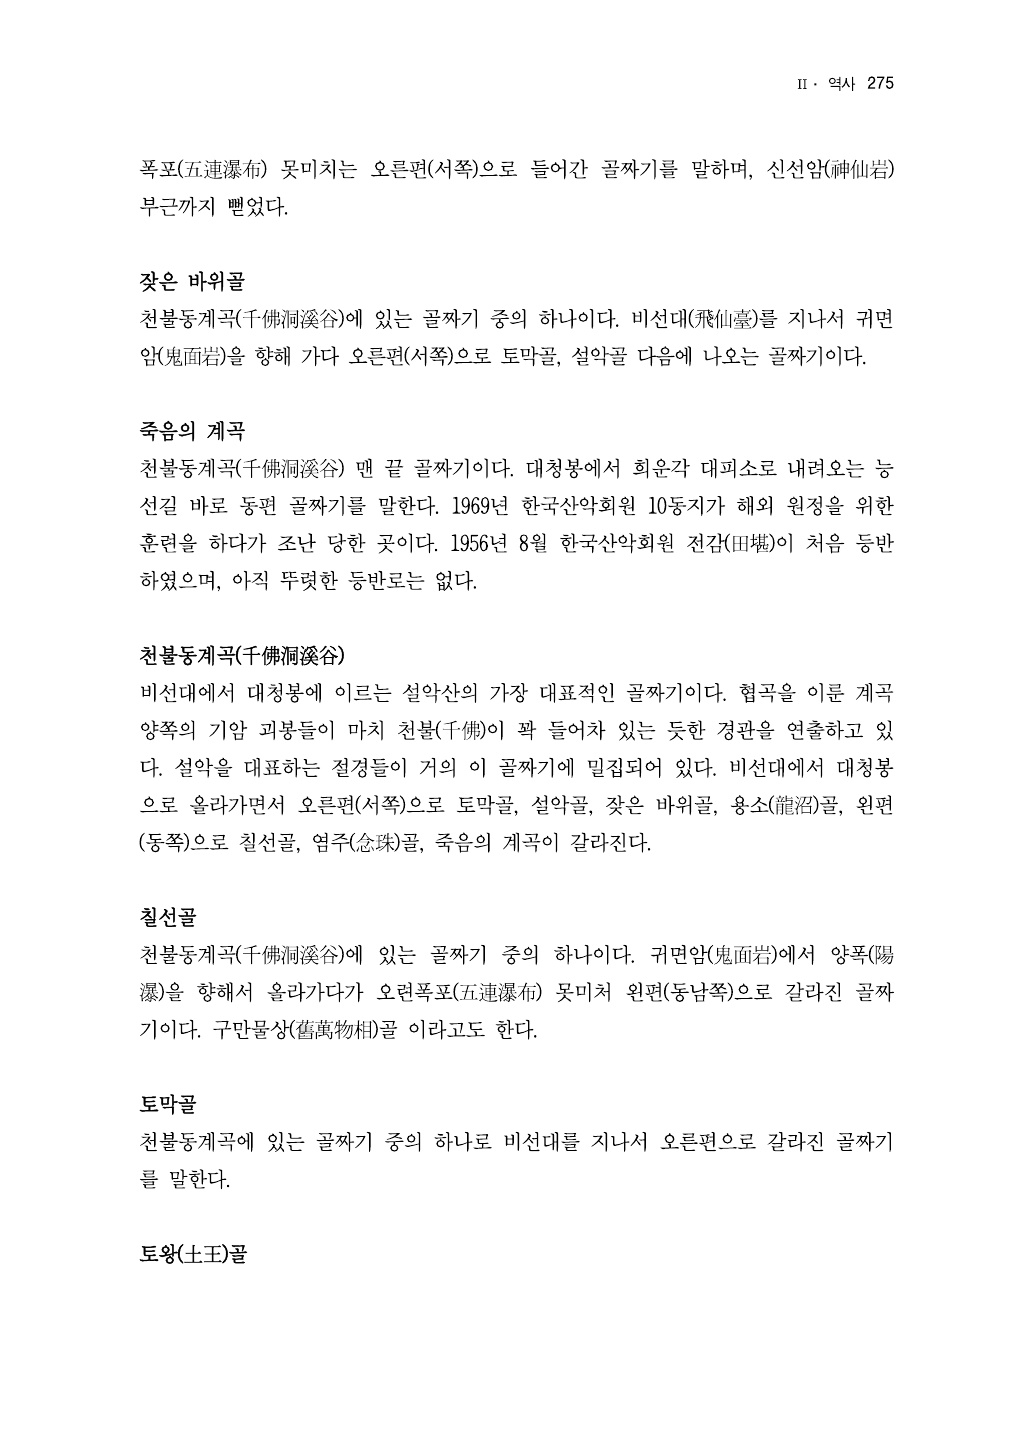 II · 역사 275
폭포(五連瀑布) 못미치는 오른편(서쪽)으로 들어간 골짜기를 말하며, 신선암(神仙岩)
부근까지 뻗었다.
잦은 바위골
천불동계곡(千佛洞溪谷)에 있는 골짜기 중의 하나이다. 비선대(飛仙臺)를 지나서 귀면
암(鬼面岩)을 향해 가다 오른편(서쪽)으로 토막골, 설악골 다음에 나오는 골짜기이다.
죽음의 계곡
천불동계곡(千佛洞溪谷) 맨 끝 골짜기이다. 대청봉에서 희운각 대피소로 내려오는 능
선길 바로 동편 골짜기를 말한다. 1969년 한국산악회원 10동지가 해외 원정을 위한
훈련을 하다가 조난 당한 곳이다. 1956년 8월 한국산악회원 전감(田堪)이 처음 등반
하였으며, 아직 뚜렷한 등반로는 없다.
천불동계곡(千佛洞溪谷)
비선대에서 대청봉에 이르는 설악산의 가장 대표적인 골짜기이다. 협곡을 이룬 계곡
양쪽의 기암 괴봉들이 마치 천불(千佛)이 꽉 들어차 있는 듯한 경관을 연출하고 있
다. 설악을 대표하는 절경들이 거의 이 골짜기에 밀집되어 있다. 비선대에서 대청봉
으로 올라가면서 오른편(서쪽)으로 토막골, 설악골, 잦은 바위골, 용소(龍沼)골, 왼편
(동쪽)으로 칠선골, 염주(念珠)골, 죽음의 계곡이 갈라진다.
칠선골
천불동계곡(千佛洞溪谷)에 있는 골짜기 중의 하나이다. 귀면암(鬼面岩)에서 양폭(陽
瀑)을 향해서 올라가다가 오련폭포(五連瀑布) 못미쳐 왼편(동남쪽)으로 갈라진 골짜
기이다. 구만물상(舊萬物相)골 이라고도 한다.
토막골
천불동계곡에 있는 골짜기 중의 하나로 비선대를 지나서 오른편으로 갈라진 골짜기
를 말한다.
토왕(土王)골